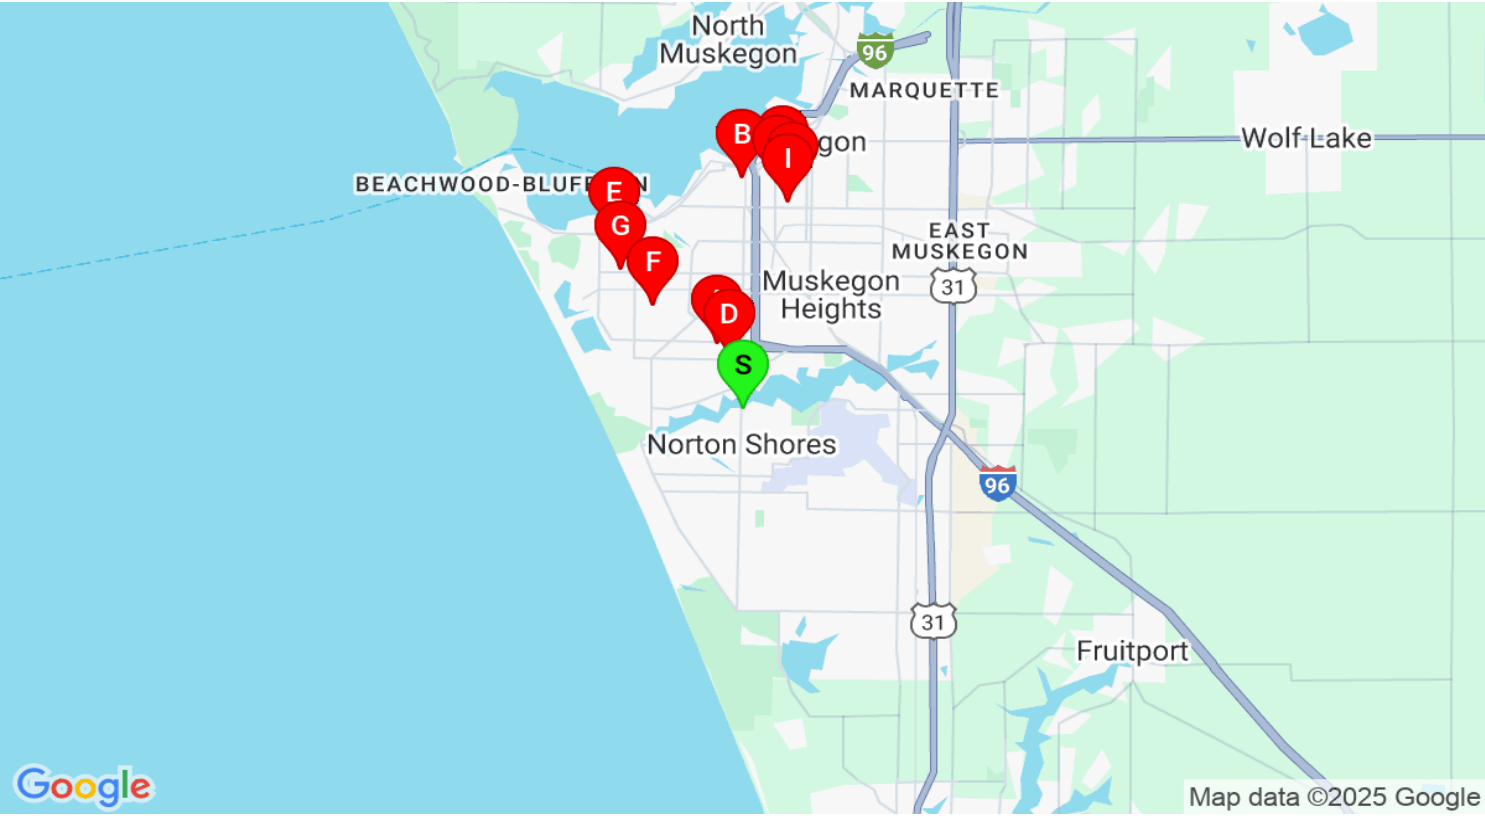 North
Muskegon
96
MARQUETTE
B
gon
Wolf Lake
I
BEACHWOOD-BLUFF
N
E
G
EAST
MUSKEGON
F
31
Muskegon
Heights
D
S
Norton Shores
96
31
Fruitport
Google
Map data ©2025 Google